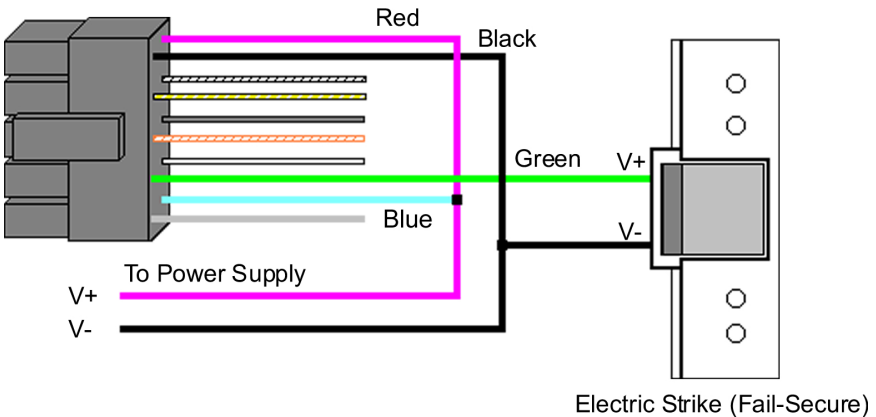 Red
Black
Green
V+
V-
Blue
To Power Supply
V+
V-
Electric Strike (Fail-Secure)